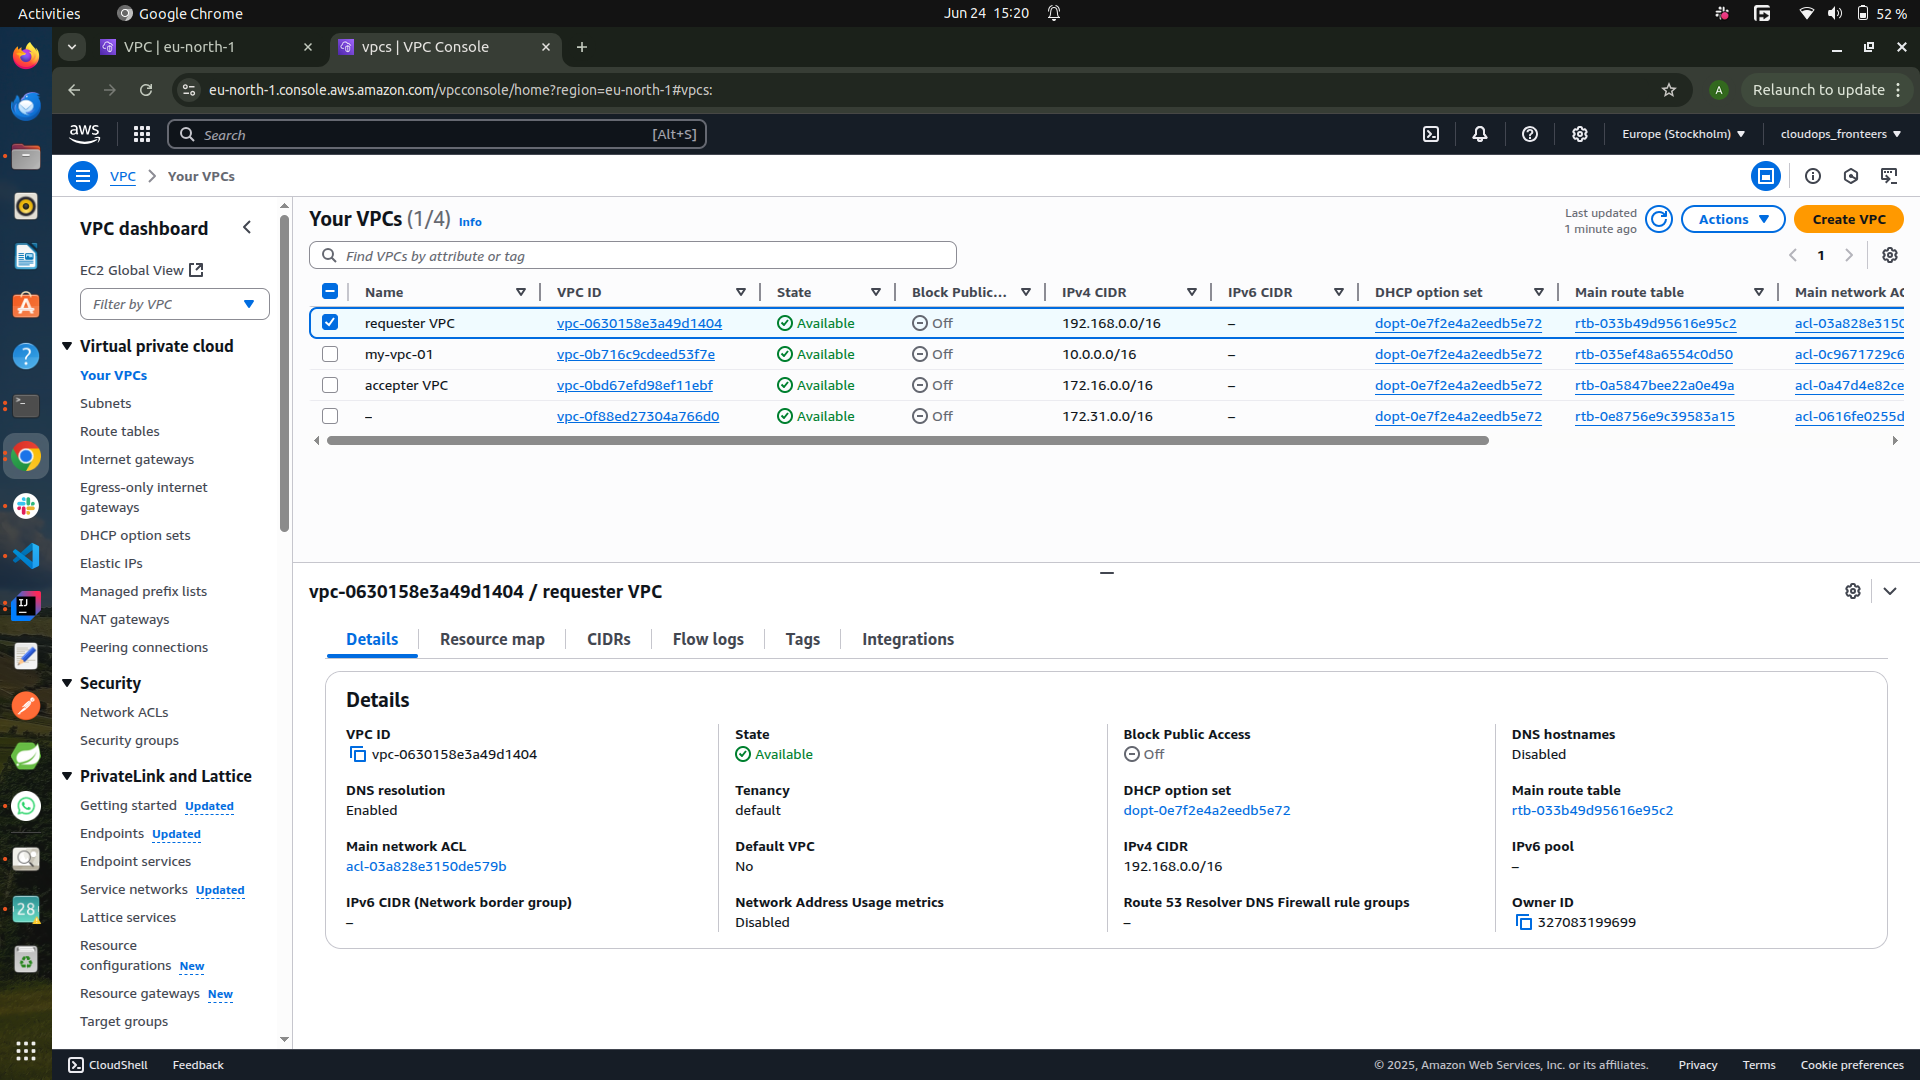 Activities
Google Chrome
Jun 24 15:20
52 %
VPC | eu-north-1
vpcs | VPC Console
eu-north-1.console.aws.amazon.com/vpcconsole/home?region=eu-north-1#vpcs:
A
Relaunch to update
aws
Search
[Alt+S]
Europe (Stockholm)
cloudops_fronteers
VPC
Your VPCs
VPC dashboard
EC2 Global View
Filter by VPC
Virtual private cloud
Your VPCs
Subnets
Route tables
Internet gateways
Egress-only internet
gateways
DHCP option sets
Elastic IPs
Managed prefix lists
NAT gateways
Peering connections
Security
Network ACLs
Security groups
PrivateLink and Lattice
Getting started Updated
Endpoints Updated
Endpoint services
Service networks Updated
Lattice services
Resource
configurations New
Resource gateways New
Target groups
Your VPCs (1/4) Info
Last updated
1 minute ago
Actions
Create VPC
Find VPCs by attribute or tag
1
Name VPC ID State Block Public... IPv4 CIDR IPv6 CIDR DHCP option set Main route table Main network AC
requester VPC vpc-0630158e3a49d1404 Available Off 192.168.0.0/16 – dopt-0e7f2e4a2eedb5e72 rtb-033b49d95616e95c2 acl-03a828e3150
my-vpc-01 vpc-0b716c9cdeed53f7e Available Off 10.0.0.0/16 – dopt-0e7f2e4a2eedb5e72 rtb-035ef48a6554c0d50 acl-0c9671729c6
accepter VPC vpc-0bd67efd98ef11ebf Available Off 172.16.0.0/16 – dopt-0e7f2e4a2eedb5e72 rtb-0a5847bee22a0e49a acl-0a47d4e82ce
– vpc-0f88ed27304a766d0 Available Off 172.31.0.0/16 – dopt-0e7f2e4a2eedb5e72 rtb-0e8756e9c39583a15 acl-0616fe0255d
vpc-0630158e3a49d1404 / requester VPC
Details Resource map CIDRs Flow logs Tags Integrations
Details
VPC ID
vpc-0630158e3a49d1404
State
Available
Block Public Access
Off
DNS hostnames
Disabled
DNS resolution
Enabled
Tenancy
default
DHCP option set
dopt-0e7f2e4a2eedb5e72
Main route table
rtb-033b49d95616e95c2
Main network ACL
acl-03a828e3150de579b
Default VPC
No
IPv4 CIDR
192.168.0.0/16
IPv6 pool
–
IPv6 CIDR (Network border group)
–
Network Address Usage metrics
Disabled
Route 53 Resolver DNS Firewall rule groups
–
Owner ID
327083199699
28
IJ
CloudShell
Feedback
© 2025, Amazon Web Services, Inc. or its affiliates.
Privacy
Terms
Cookie preferences